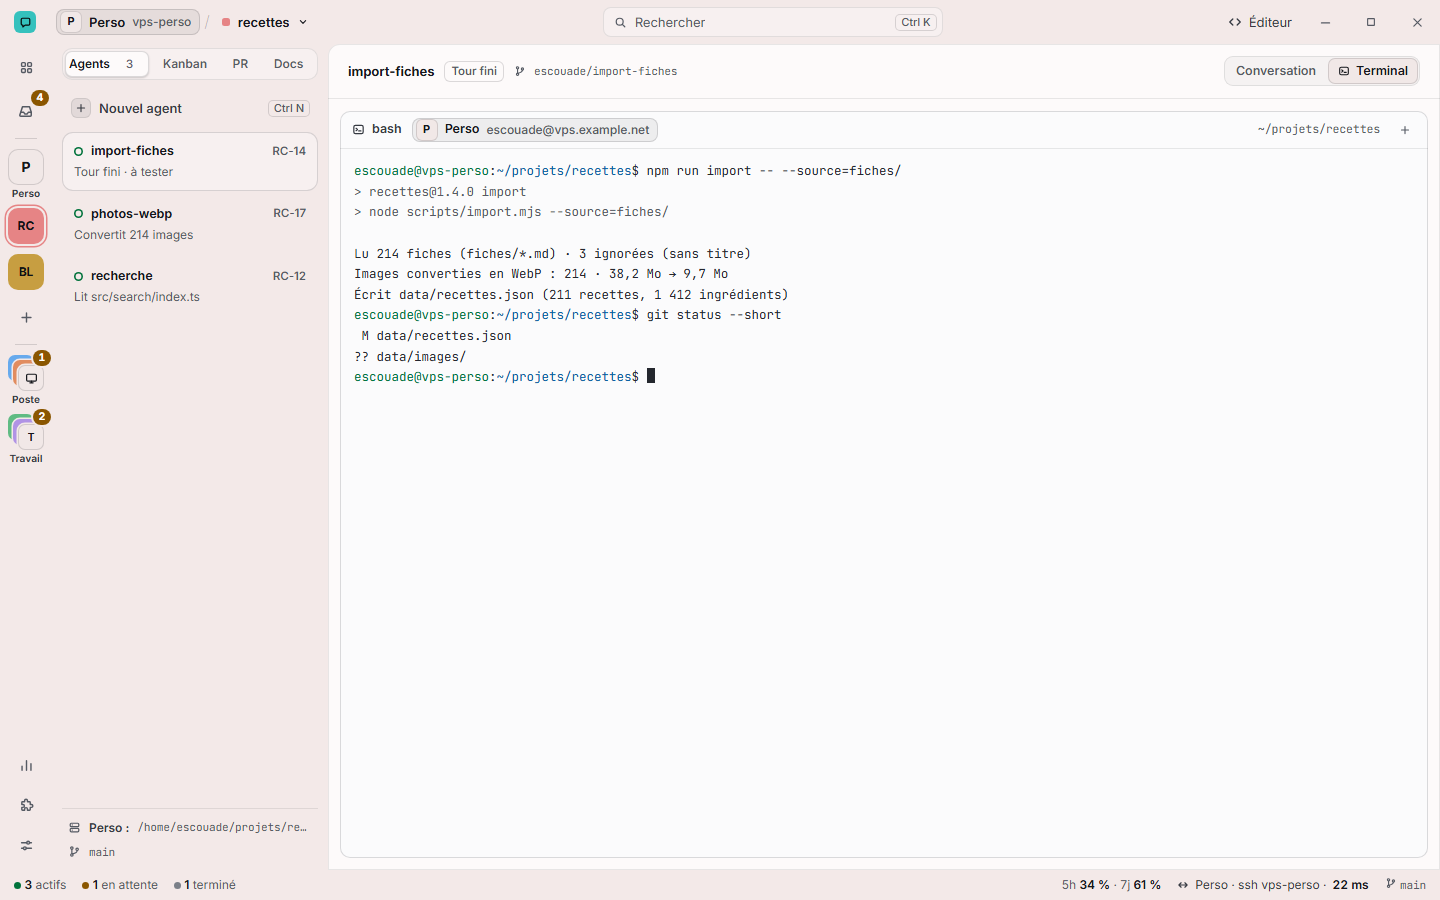 P Perso vps-perso / recettes
Rechercher Ctrl K
Éditeur
4
P
Perso
RC
BL
1
Poste
2
T
Travail
Agents 3 Kanban PR Docs
Nouvel agent Ctrl N
import-fiches RC-14
Tour fini · à tester
photos-webp RC-17
Convertit 214 images
recherche RC-12
Lit src/search/index.ts
Perso : /home/escouade/projets/re…
main
import-fiches Tour fini escouade/import-fiches
Conversation Terminal
bash P Perso escouade@vps.example.net ~/projets/recettes
escouade@vps-perso:~/projets/recettes$ npm run import -- --source=fiches/
> recettes@1.4.0 import
> node scripts/import.mjs --source=fiches/
Lu 214 fiches (fiches/*.md) · 3 ignorées (sans titre)
Images converties en WebP : 214 · 38,2 Mo → 9,7 Mo
Écrit data/recettes.json (211 recettes, 1 412 ingrédients)
escouade@vps-perso:~/projets/recettes$ git status --short
M data/recettes.json
?? data/images/
escouade@vps-perso:~/projets/recettes$
3 actifs 1 en attente 1 terminé
5h 34 % · 7j 61 % Perso · ssh vps-perso · 22 ms main